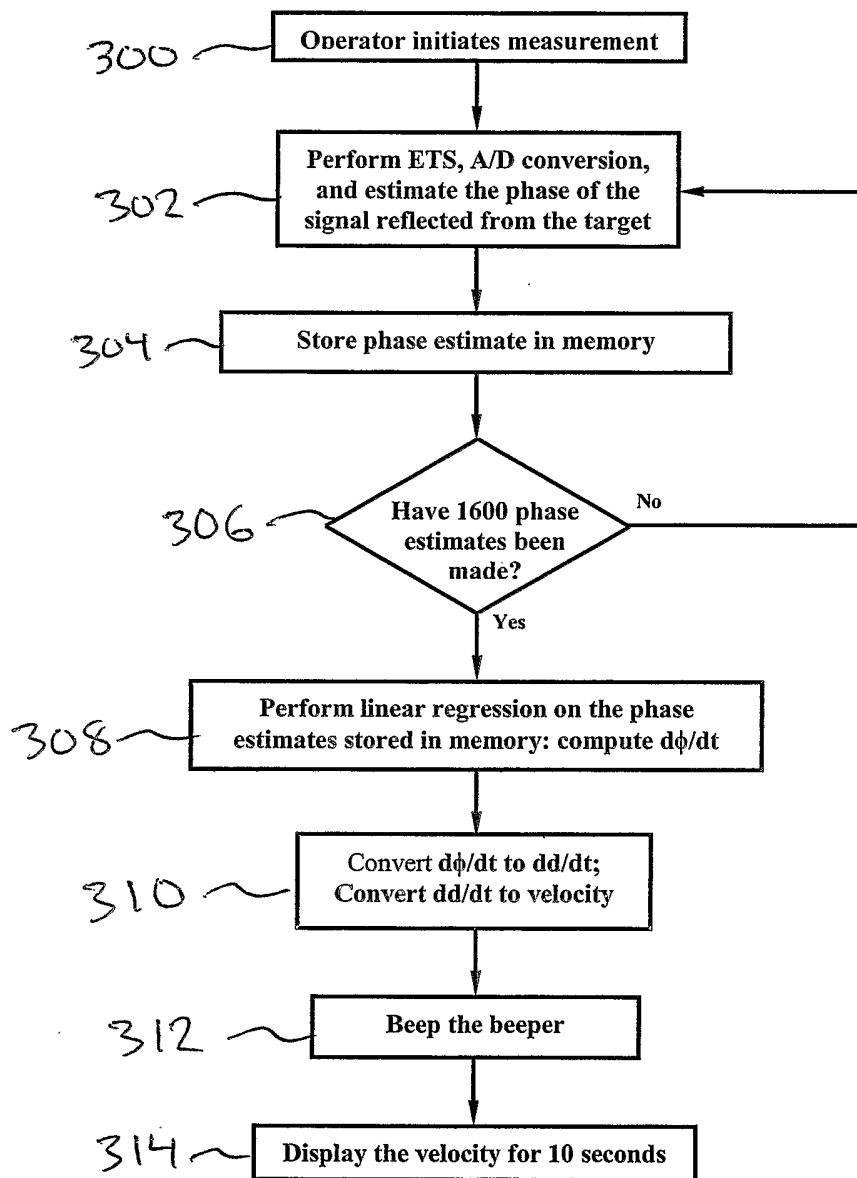 300
Operator initiates measurement
302
Perform ETS, A/D conversion,
and estimate the phase of the
signal reflected from the target
304
Store phase estimate in memory
306
Have 1600 phase
estimates been
made?
No
Yes
308
Perform linear regression on the phase
estimates stored in memory: compute dϕ/dt
310
Convert dϕ/dt to dd/dt;
Convert dd/dt to velocity
312
Beep the beeper
314
Display the velocity for 10 seconds